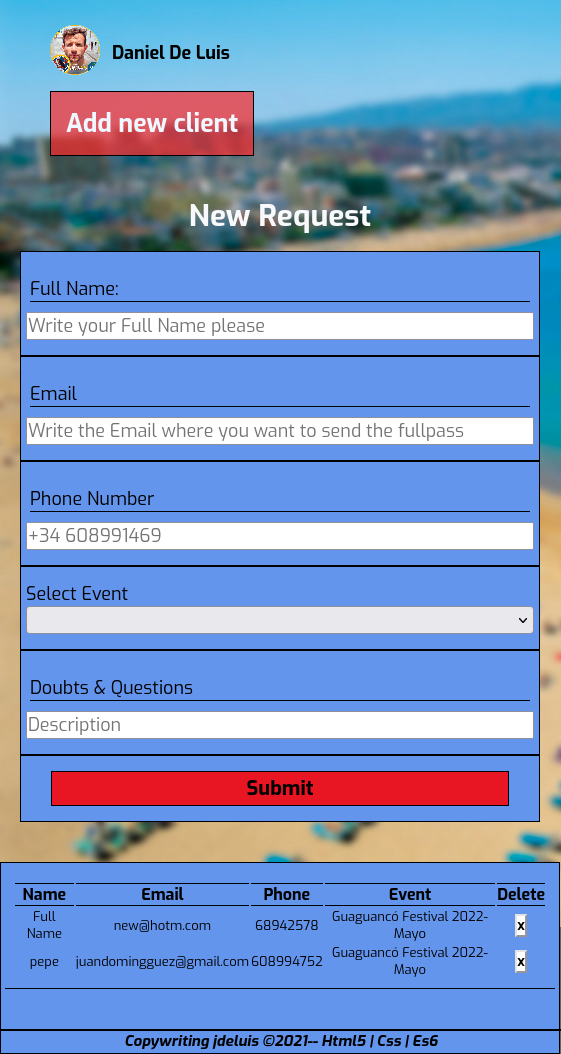 Daniel De Luis
Add new client
New Request
Full Name:
Write your Full Name please
Email
Write the Email where you want to send the fullpass
Phone Number
+34 608991469
Select Event
Doubts & Questions
Description
Submit
Name Email Phone Event Delete
Full Name new@hotm.com 68942578 Guaguancó Festival 2022-Mayo x
pepe juandomingguez@gmail.com 608994752 Guaguancó Festival 2022-Mayo x
Copywriting jdeluis ©2021-- Html5 | Css | Es6